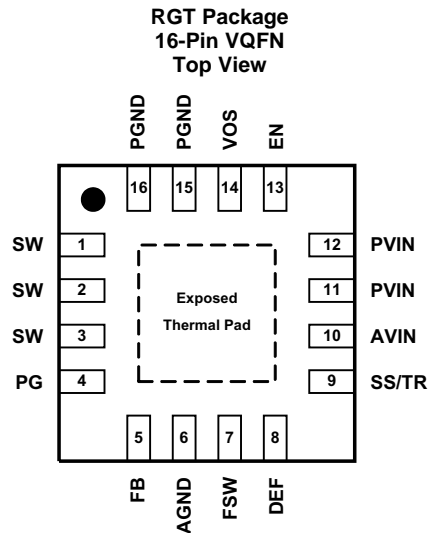 RGT Package
16-Pin VQFN
Top View
PGND PGND VOS EN
16 15 14 13
SW 1 12 PVIN
SW 2 11 PVIN
SW 3 10 AVIN
PG 4 9 SS/TR
Exposed
Thermal Pad
5 6 7 8
FB AGND FSW DEF